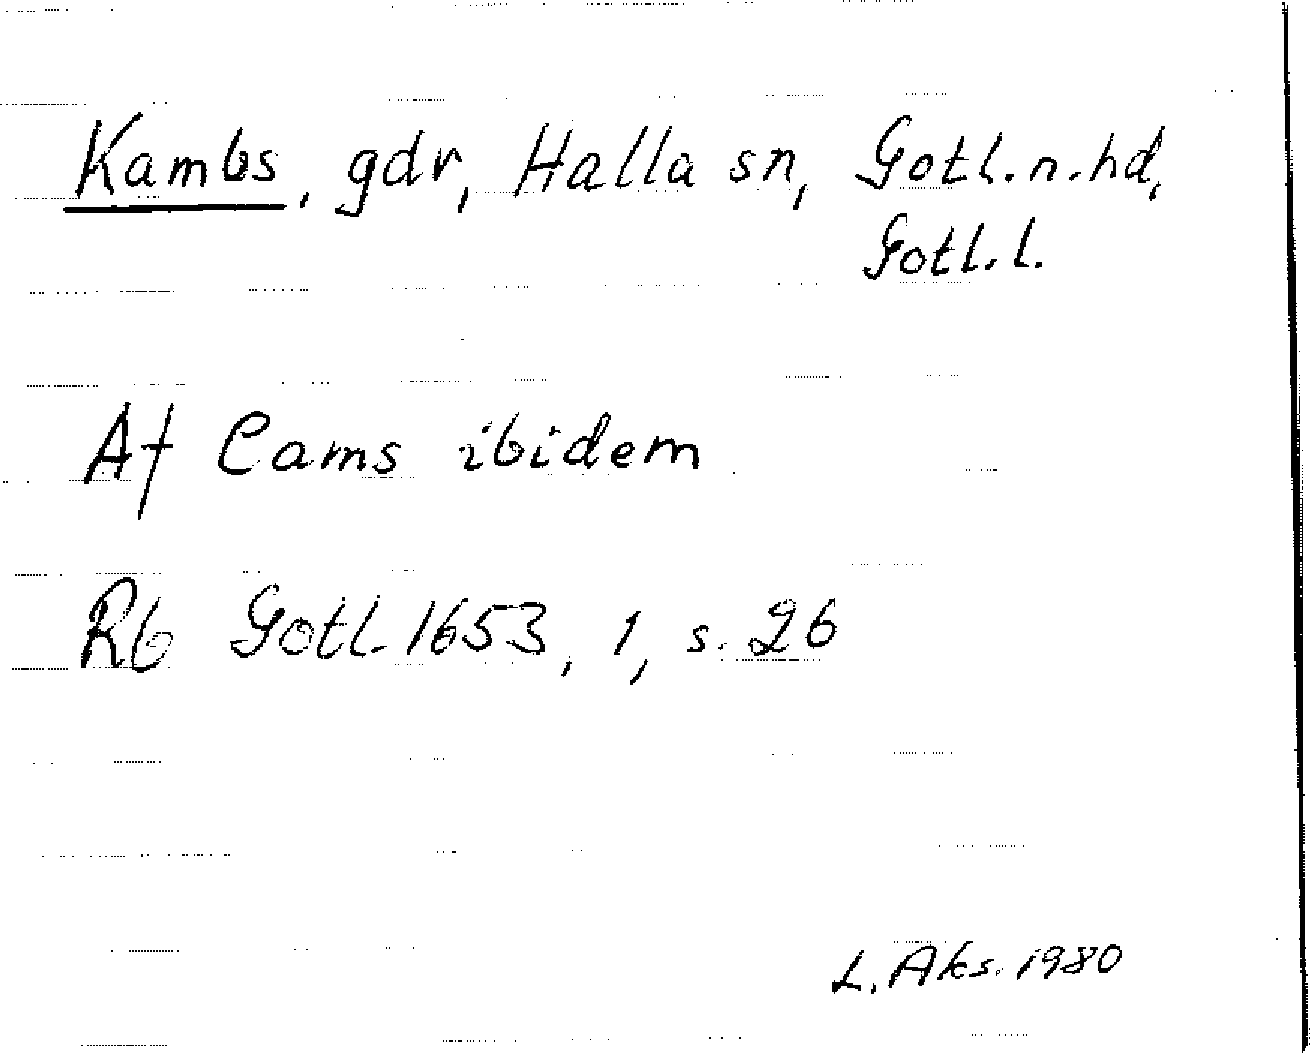 Kambs, gdr, Halla sn, Gotl. n. hd,
Gotl. l.
Af Cams ibidem
Rb Gotl. 1653, 1, s. 26
L. Aks. 1980